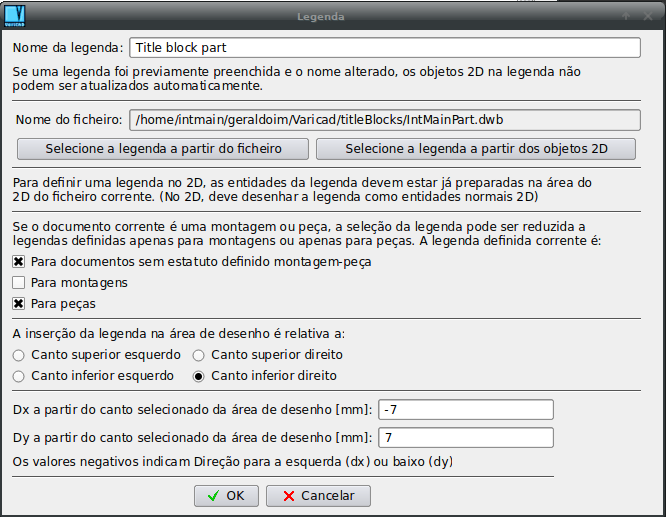 Legenda
VARICAD
Nome da legenda: Title block part
Se uma legenda foi previamente preenchida e o nome alterado, os objetos 2D na legenda não
podem ser atualizados automaticamente.
Nome do ficheiro: /home/intmain/geraldoim/Varicad/titleBlocks/IntMainPart.dwb
Selecione a legenda a partir do ficheiro Selecione a legenda a partir dos objetos 2D
Para definir uma legenda no 2D, as entidades da legenda devem estar já preparadas na área do
2D do ficheiro corrente. (No 2D, deve desenhar a legenda como entidades normais 2D)
Se o documento corrente é uma montagem ou peça, a seleção da legenda pode ser reduzida a
legendas definidas apenas para montagens ou apenas para peças. A legenda definida corrente é:
Para documentos sem estatuto definido montagem-peça
Para montagens
Para peças
A inserção da legenda na área de desenho é relativa a:
Canto superior esquerdo Canto superior direito
Canto inferior esquerdo Canto inferior direito
Dx a partir do canto selecionado da área de desenho [mm]: -7
Dy a partir do canto selecionado da área de desenho [mm]: 7
Os valores negativos indicam Direção para a esquerda (dx) ou baixo (dy)
OK Cancelar